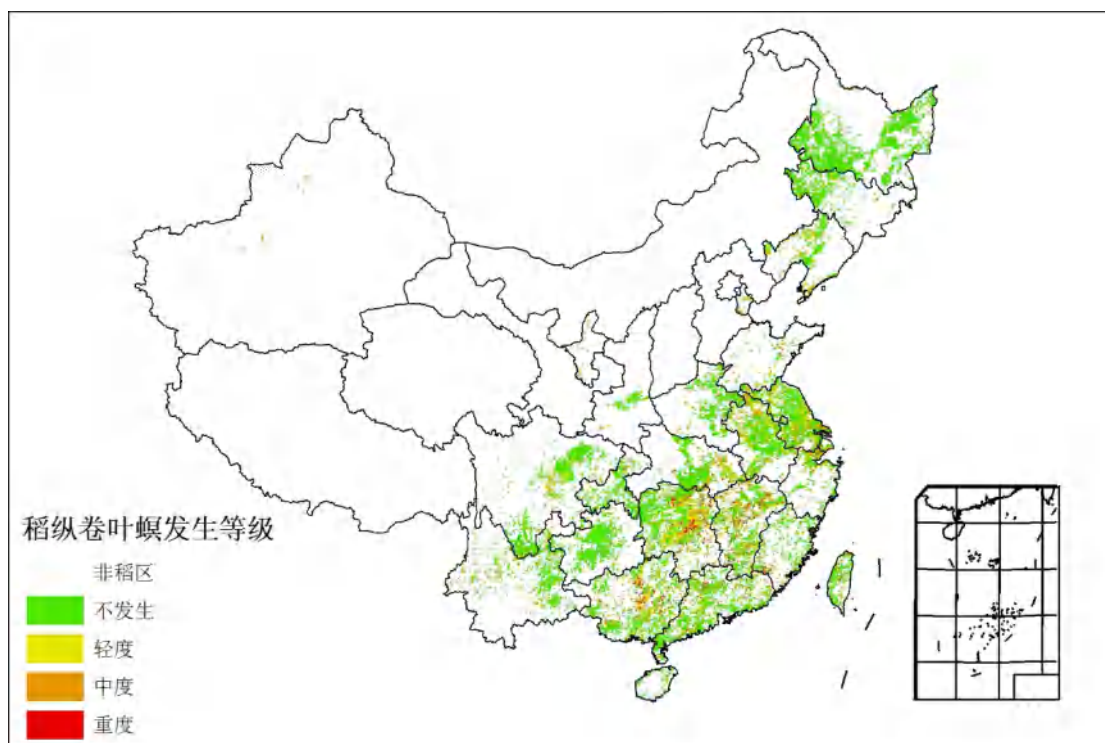 稻纵卷叶螟发生等级
非稻区
不发生
轻度
中度
重度